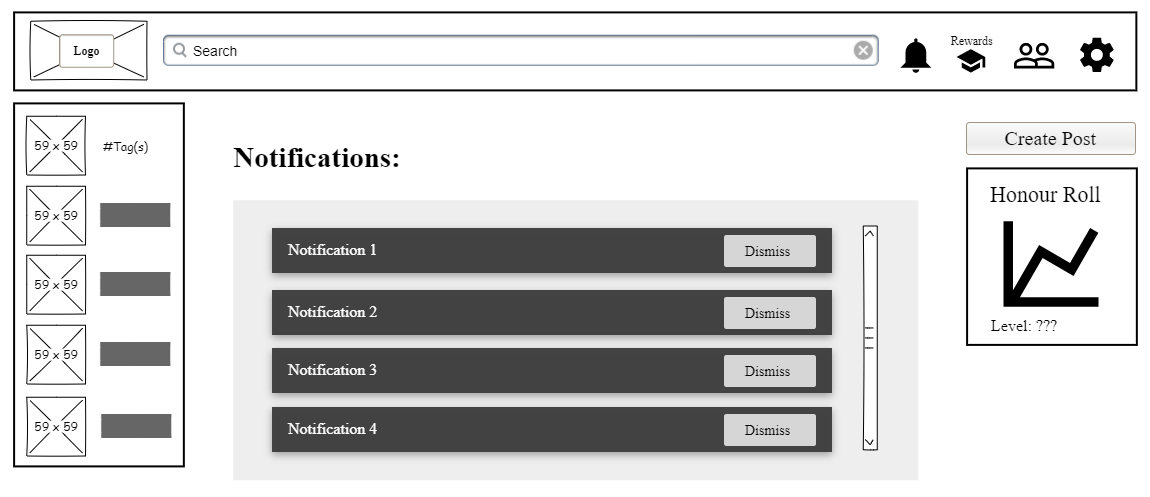 Logo
Search
Rewards
59 x 59
#Tag(s)
59 x 59
59 x 59
59 x 59
59 x 59
Notifications:
Notification 1
Dismiss
Notification 2
Dismiss
Notification 3
Dismiss
Notification 4
Dismiss
Create Post
Honour Roll
Level: ???